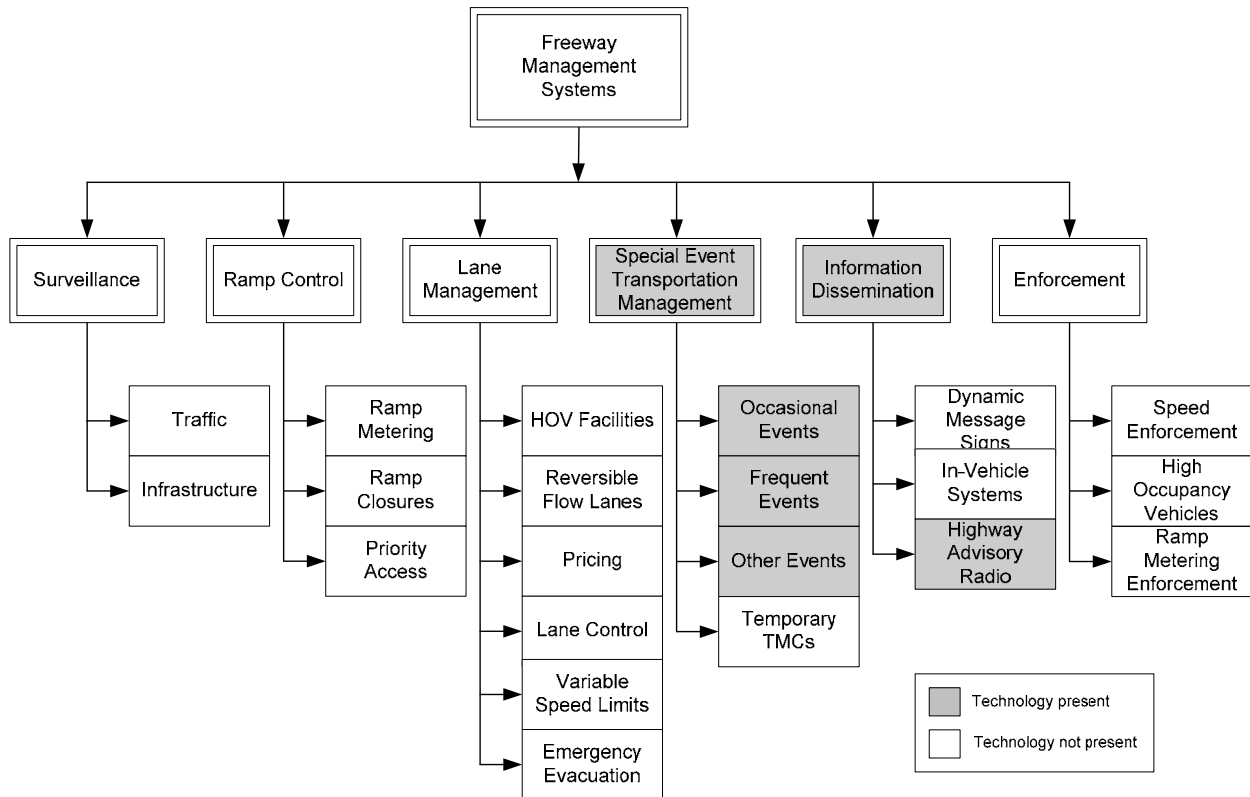 Freeway
Management
Systems
Surveillance
Ramp Control
Lane
Management
Special Event
Transportation
Management
Information
Dissemination
Enforcement
Traffic
Infrastructure
Ramp
Metering
Ramp
Closures
Priority
Access
HOV Facilities
Reversible
Flow Lanes
Pricing
Lane Control
Variable
Speed Limits
Emergency
Evacuation
Occasional
Events
Frequent
Events
Other Events
Temporary
TMCs
Dynamic
Message
Signs
In-Vehicle
Systems
Highway
Advisory
Radio
Speed
Enforcement
High
Occupancy
Vehicles
Ramp
Metering
Enforcement
Technology present
Technology not present